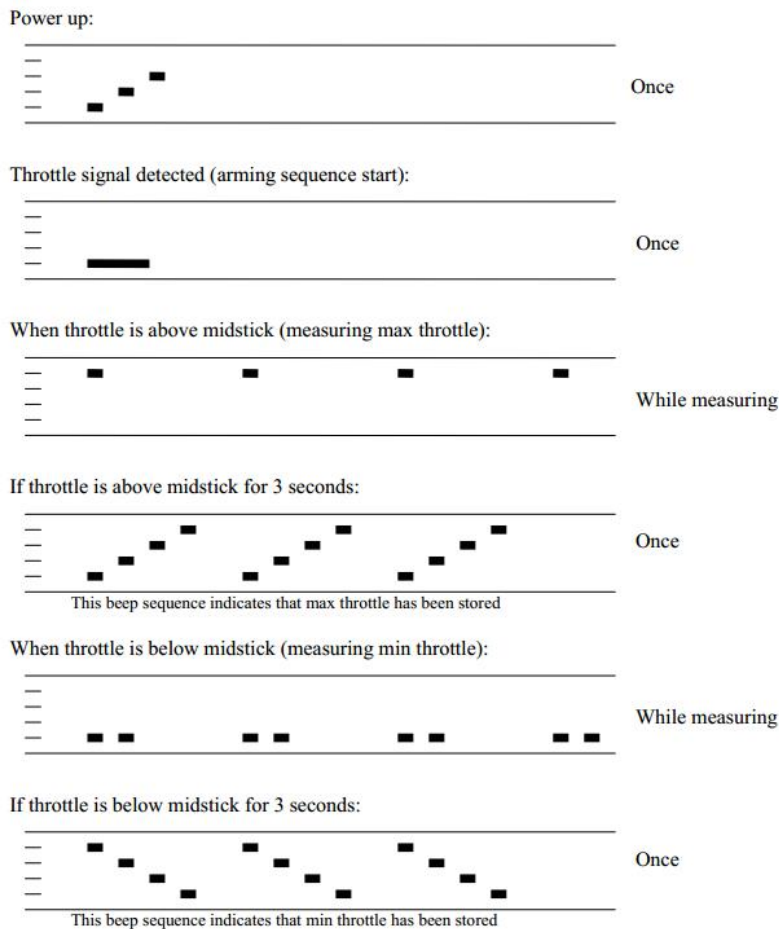 Power up:
Once
Throttle signal detected (arming sequence start):
Once
When throttle is above midstick (measuring max throttle):
While measuring
If throttle is above midstick for 3 seconds:
Once
This beep sequence indicates that max throttle has been stored
When throttle is below midstick (measuring min throttle):
While measuring
If throttle is below midstick for 3 seconds:
Once
This beep sequence indicates that min throttle has been stored